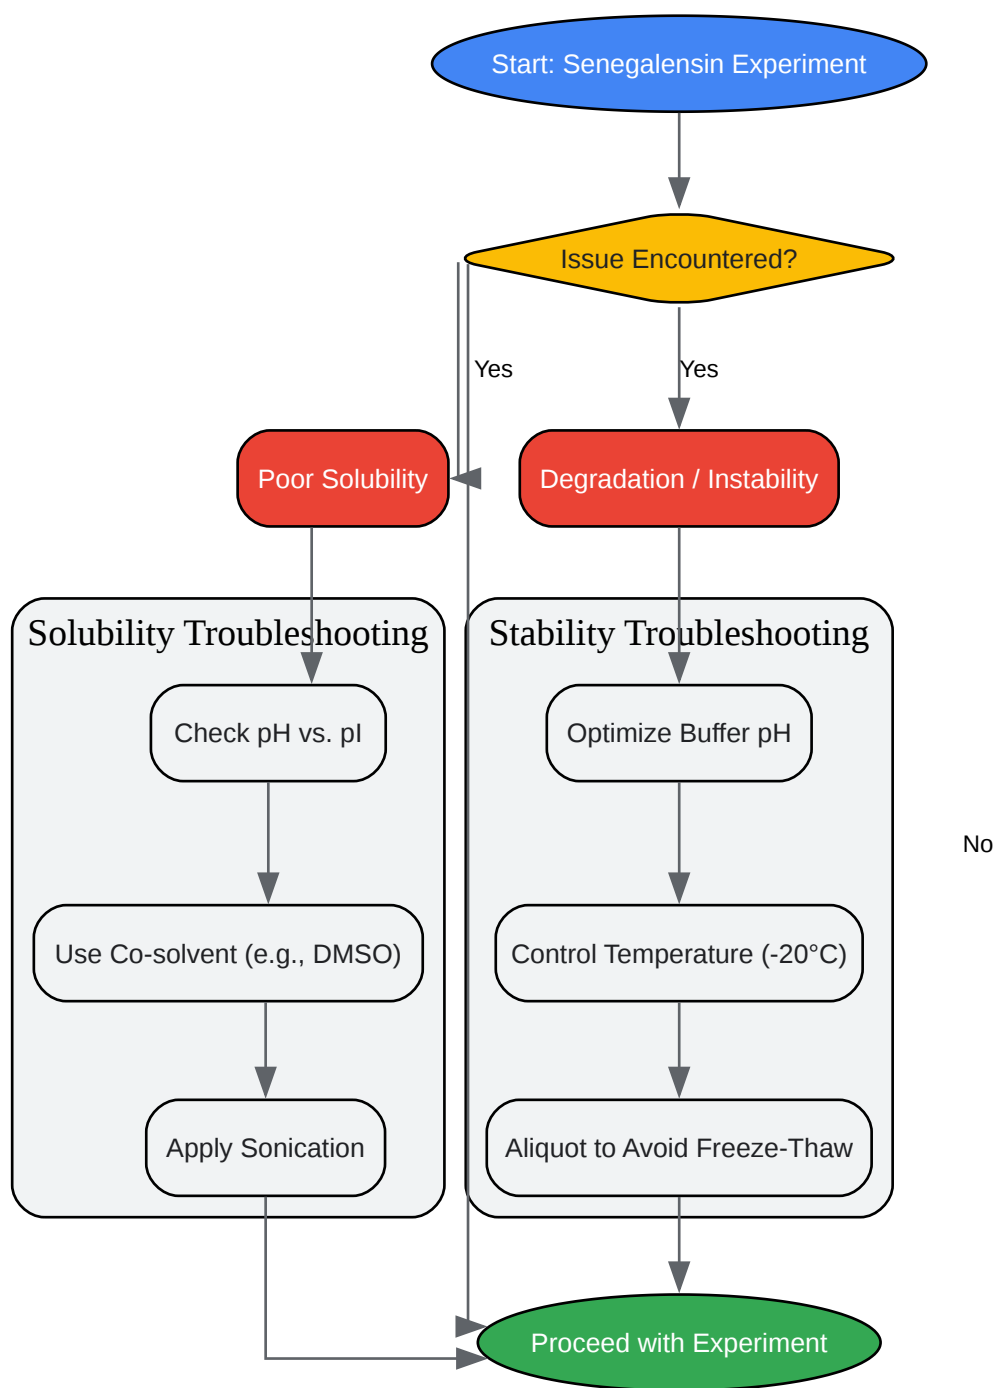 Start: Senegalensin Experiment
Issue Encountered?
Yes
Yes
Poor Solubility
Degradation / Instability
Solubility Troubleshooting
Stability Troubleshooting
Check pH vs. pI
Optimize Buffer pH
No
Use Co-solvent (e.g., DMSO)
Control Temperature (-20°C)
Apply Sonication
Aliquot to Avoid Freeze-Thaw
Proceed with Experiment